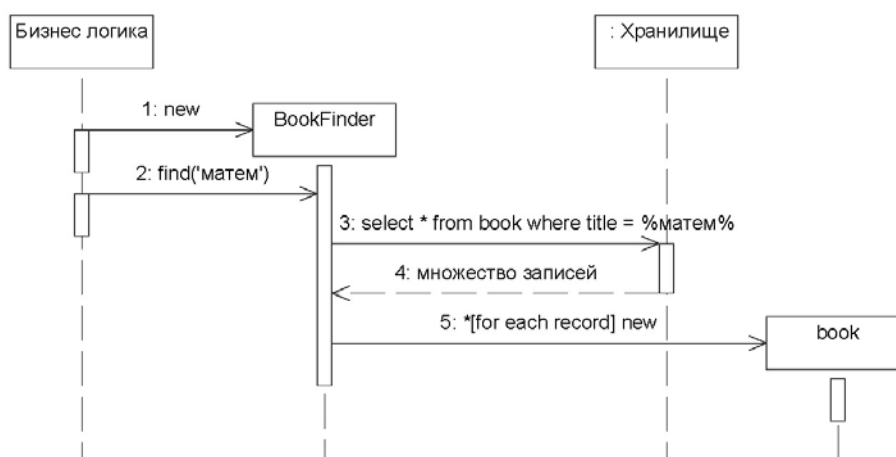 Бизнес логика
: Хранилище
1: new
BookFinder
2: find('матем')
3: select * from book where title = %матем%
4: множество записей
5: *[for each record] new
book